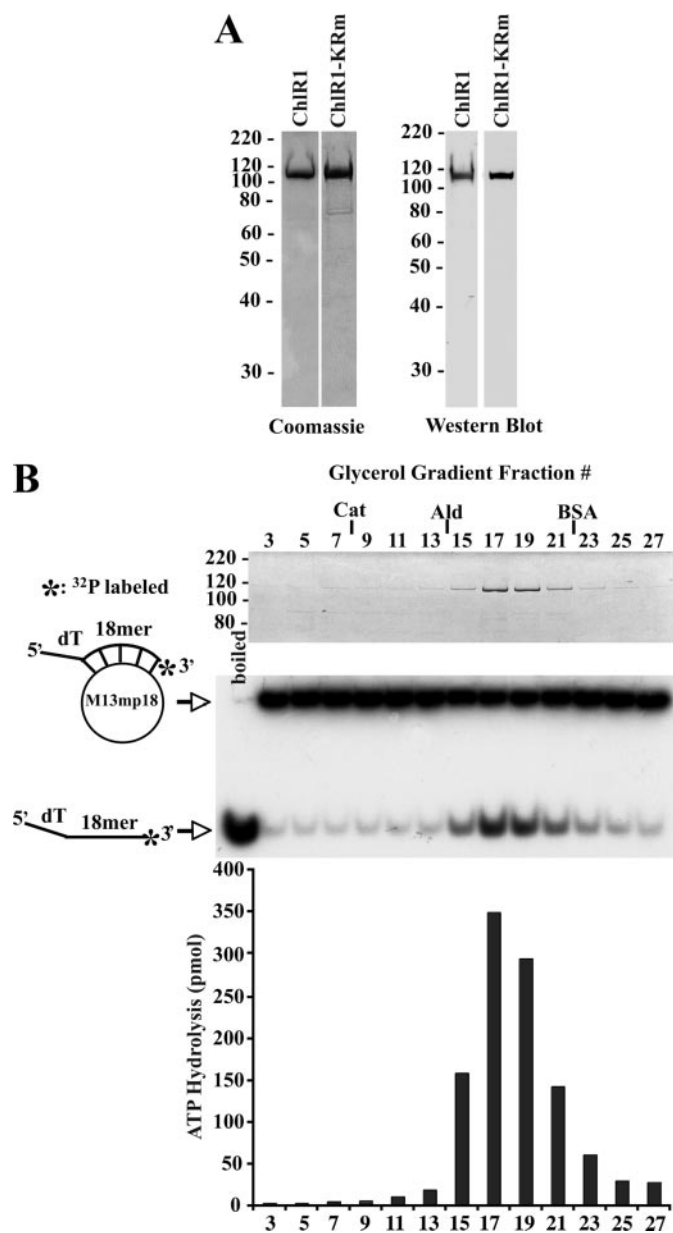 A
ChlR1
ChlR1-KRm
ChlR1
ChlR1-KRm
220 -
120 -
100 -
80 -
60 -
50 -
40 -
30 -
220 -
120 -
100 -
80 -
60 -
50 -
40 -
30 -
Coomassie
Western Blot
B
Glycerol Gradient Fraction #
Cat Ald BSA
3 5 7 9 11 13 15 17 19 21 23 25 27
220 -
120 -
100 -
80 -
*: 32P labeled
boiled
5' dT 18mer * 3'
M13mp18
5' dT 18mer * 3'
ATP Hydrolysis (pmol)
400
350
300
250
200
150
100
50
0
3 5 7 9 11 13 15 17 19 21 23 25 27